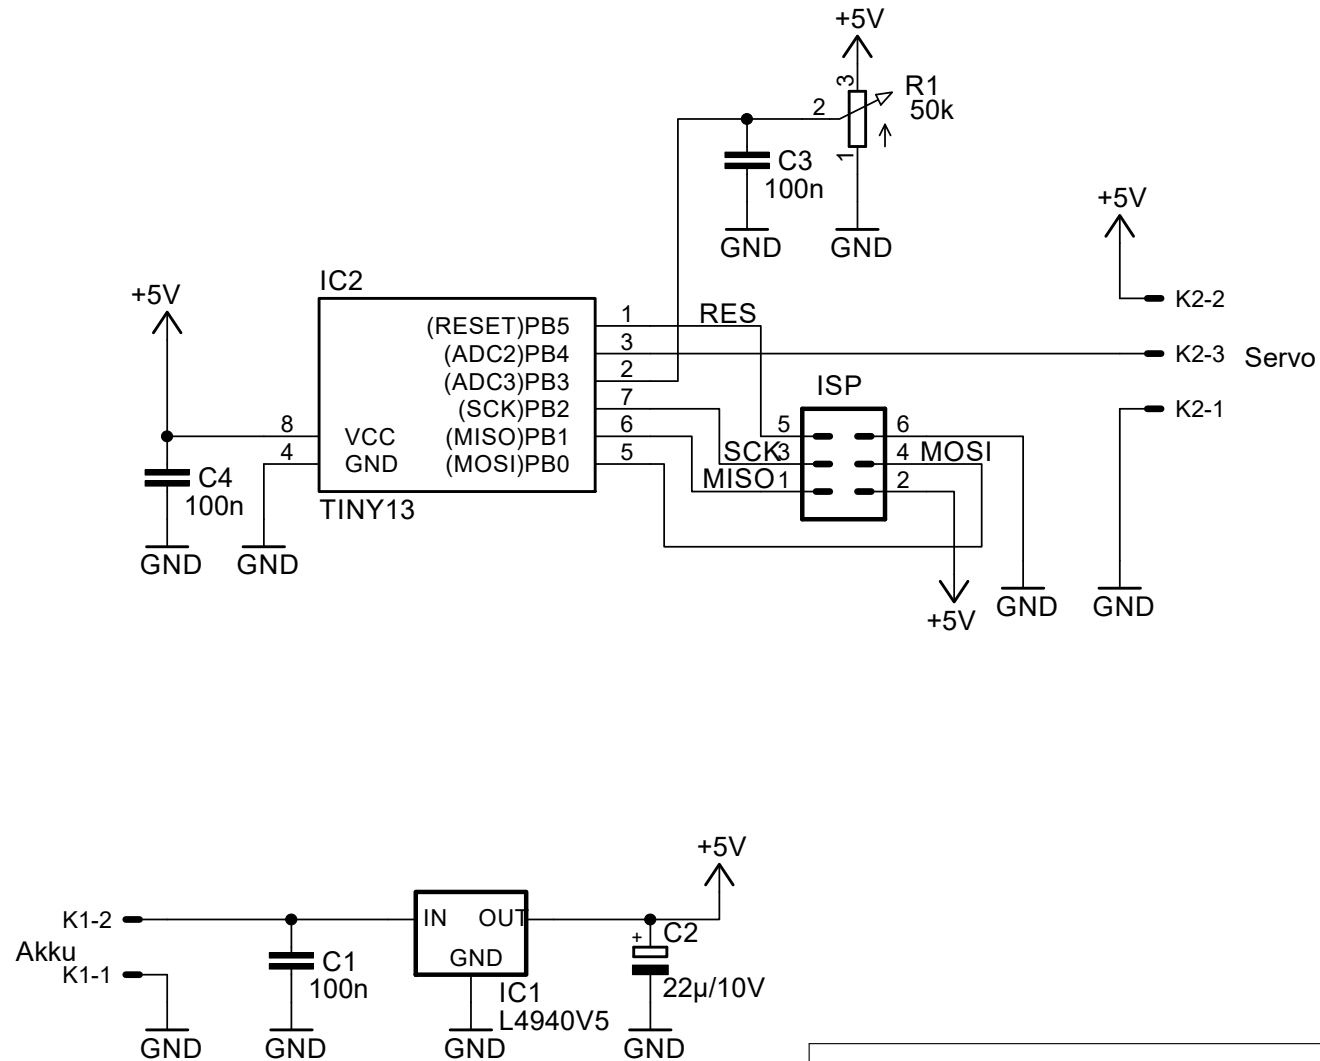 +5V
3
R1
2
50k
1
C3
100n
GND
GND
+5V
+5V
IC2
K2-2
(RESET)PB5 1 RES
(ADC2)PB4 3
K2-3 Servo
(ADC3)PB3 2
ISP
(SCK)PB2 7
K2-1
8 VCC (MISO)PB1 6
5 6
4 GND (MOSI)PB0 5
SCK 3 4 MOSI
MISO 1 2
C4
100n
TINY13
GND
GND
+5V
GND
GND
+5V
K1-2
IN OUT
+ C2
Akku
GND
C1
K1-1
100n
22µ/10V
IC1
L4940V5
GND
GND
GND
GND